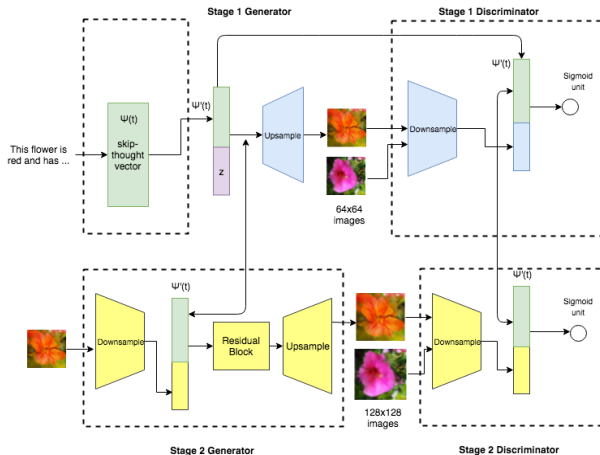 Stage 1 Generator
Stage 1 Discriminator
Ψ'(t)
Ψ'(t)
Sigmoid
unit
Ψ(t)
skip-
thought
vector
This flower is
red and has ...
Upsample
Downsample
z
64x64
images
Ψ'(t)
Ψ'(t)
Sigmoid
unit
Downsample
Residual
Block
Upsample
Downsample
128x128
images
Stage 2 Generator
Stage 2 Discriminator